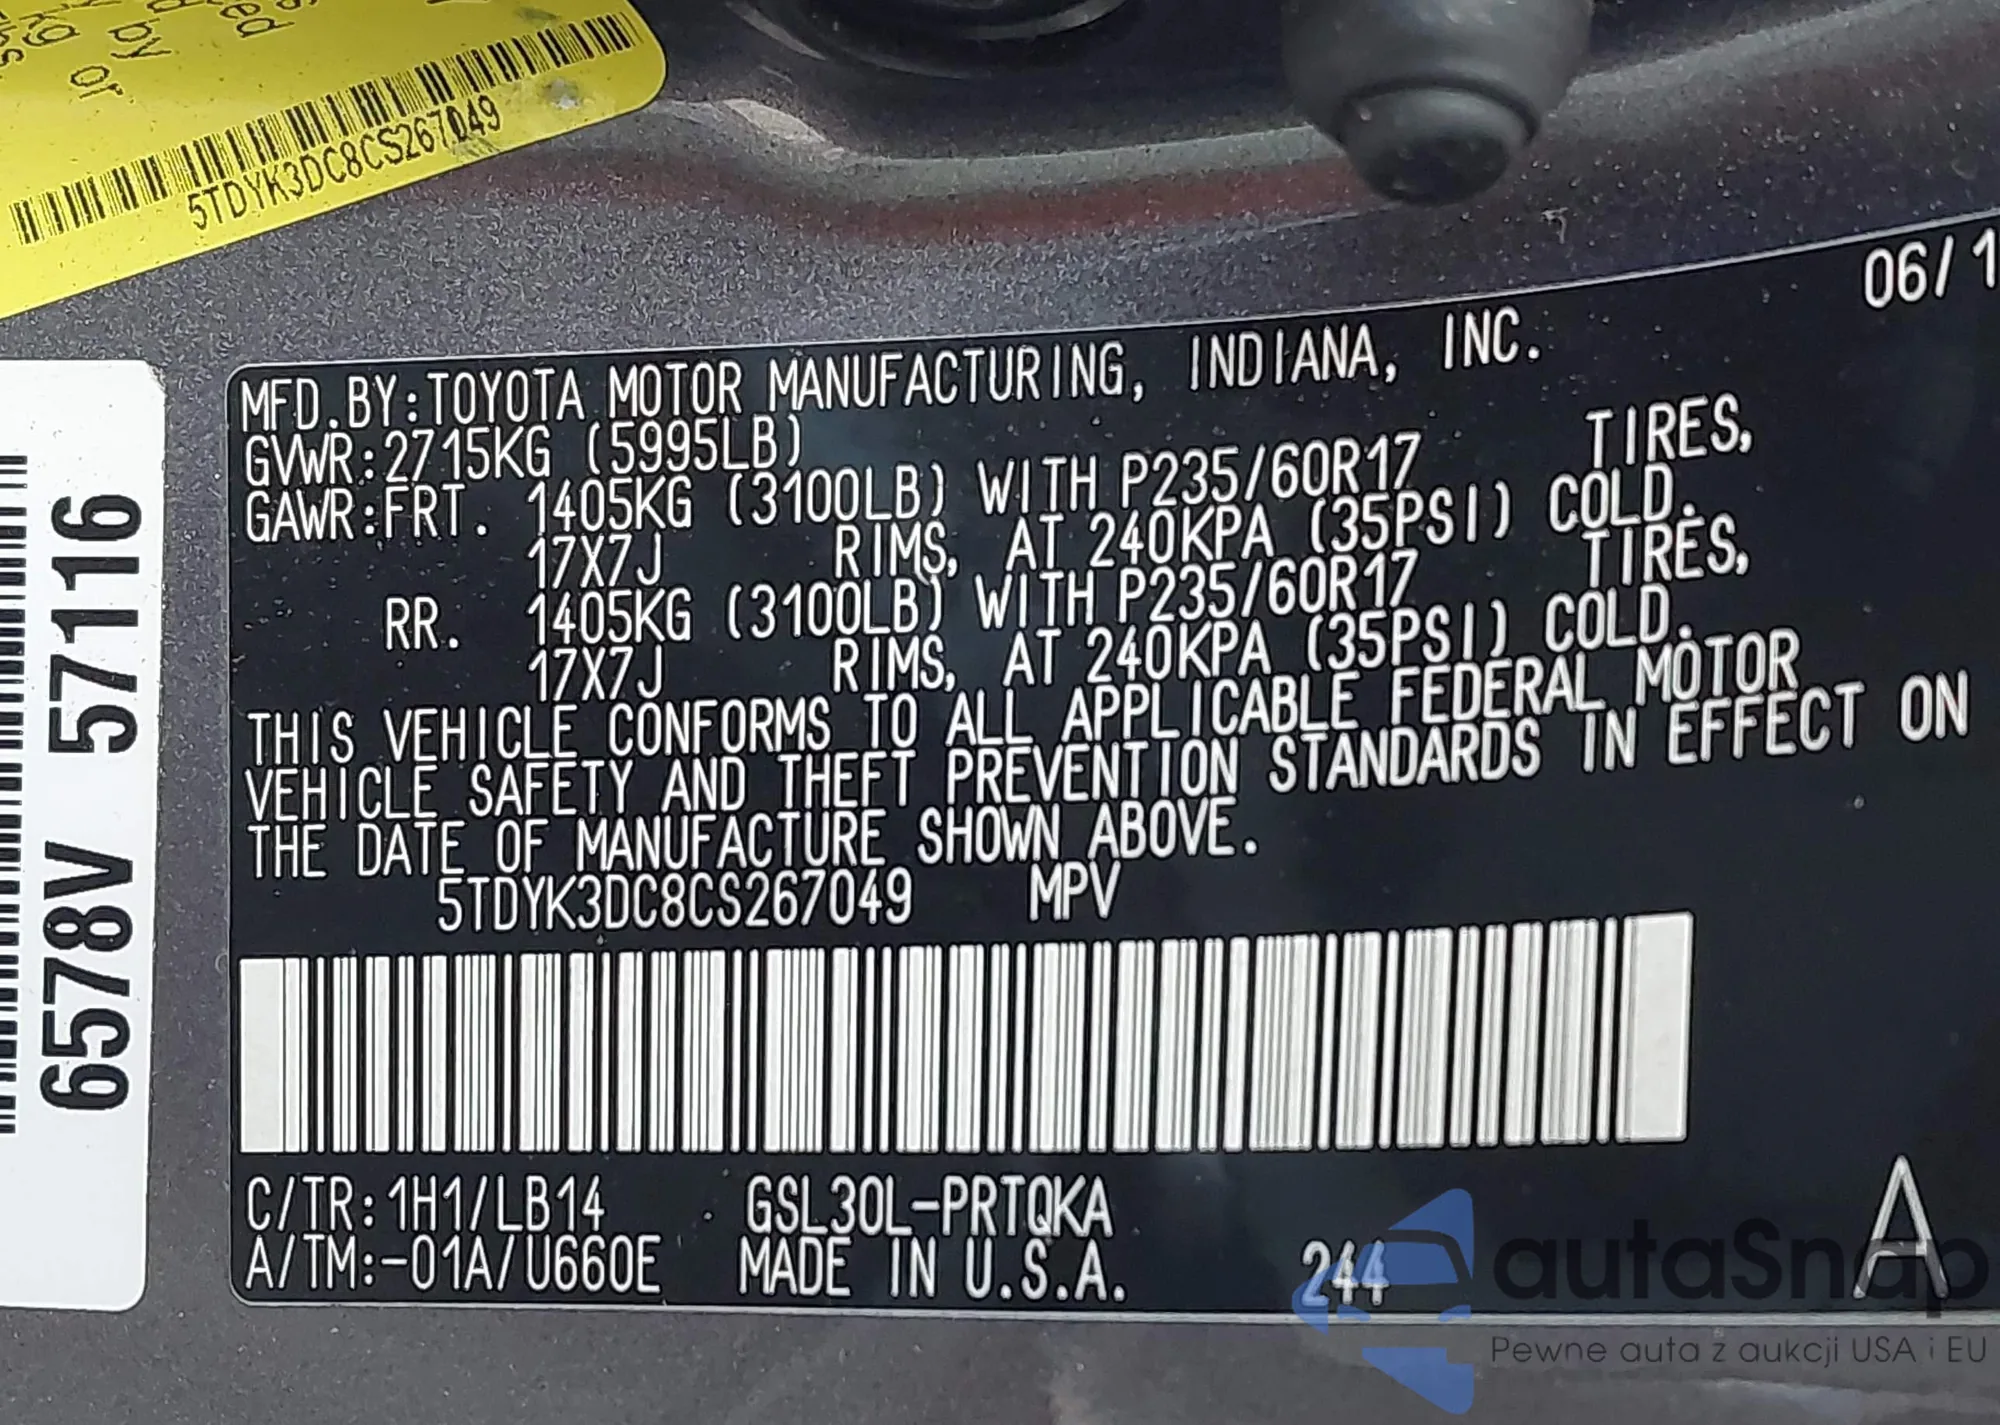 5TDYK3DC8CS267049
06/1
MFD.BY:TOYOTA MOTOR MANUFACTURING, INDIANA, INC.
GVWR:2715KG (5995LB)
GAWR:FRT. 1405KG (3100LB) WITH P235/60R17 TIRES,
17X7J RIMS, AT 240KPA (35PSI) COLD.
RR. 1405KG (3100LB) WITH P235/60R17 TIRES,
17X7J RIMS, AT 240KPA (35PSI) COLD.
THIS VEHICLE CONFORMS TO ALL APPLICABLE FEDERAL MOTOR
VEHICLE SAFETY AND THEFT PREVENTION STANDARDS IN EFFECT ON
THE DATE OF MANUFACTURE SHOWN ABOVE.
5TDYK3DC8CS267049 MPV
C/TR:1H1/LB14 GSL30L-PRTQKA
A/TM:-01A/U660E MADE IN U.S.A. 244 A
6578V 57116
autaSnap
Pewne auta z aukcji USA i EU